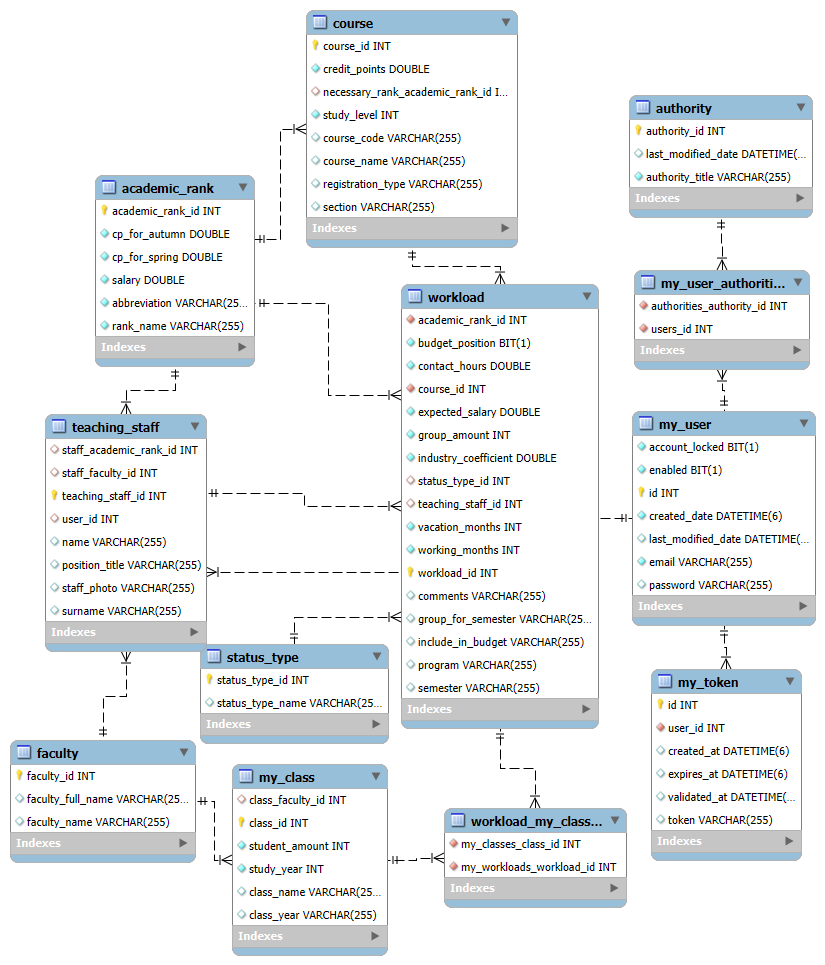 course
course_id INT
credit_points DOUBLE
necessary_rank_academic_rank_id I...
study_level INT
course_code VARCHAR(255)
course_name VARCHAR(255)
registration_type VARCHAR(255)
section VARCHAR(255)
Indexes
authority
authority_id INT
last_modified_date DATETIME(...
authority_title VARCHAR(255)
Indexes
academic_rank
academic_rank_id INT
cp_for_autumn DOUBLE
cp_for_spring DOUBLE
salary DOUBLE
abbreviation VARCHAR(25...
rank_name VARCHAR(255)
Indexes
my_user_authoriti...
authorities_authority_id INT
users_id INT
Indexes
workload
academic_rank_id INT
budget_position BIT(1)
contact_hours DOUBLE
course_id INT
expected_salary DOUBLE
group_amount INT
industry_coefficient DOUBLE
status_type_id INT
teaching_staff_id INT
vacation_months INT
working_months INT
workload_id INT
comments VARCHAR(255)
group_for_semester VARCHAR(25...
include_in_budget VARCHAR(255)
program VARCHAR(255)
semester VARCHAR(255)
Indexes
teaching_staff
staff_academic_rank_id INT
staff_faculty_id INT
teaching_staff_id INT
user_id INT
name VARCHAR(255)
position_title VARCHAR(255)
staff_photo VARCHAR(255)
surname VARCHAR(255)
Indexes
my_user
account_locked BIT(1)
enabled BIT(1)
id INT
created_date DATETIME(6)
last_modified_date DATETIME(...
email VARCHAR(255)
password VARCHAR(255)
Indexes
status_type
status_type_id INT
status_type_name VARCHAR(25...
Indexes
my_token
id INT
user_id INT
created_at DATETIME(6)
expires_at DATETIME(6)
validated_at DATETIME(...
token VARCHAR(255)
Indexes
faculty
faculty_id INT
faculty_full_name VARCHAR(25...
faculty_name VARCHAR(255)
Indexes
my_class
class_faculty_id INT
class_id INT
student_amount INT
study_year INT
class_name VARCHAR(25...
class_year VARCHAR(255)
Indexes
workload_my_class...
my_classes_class_id INT
my_workloads_workload_id INT
Indexes